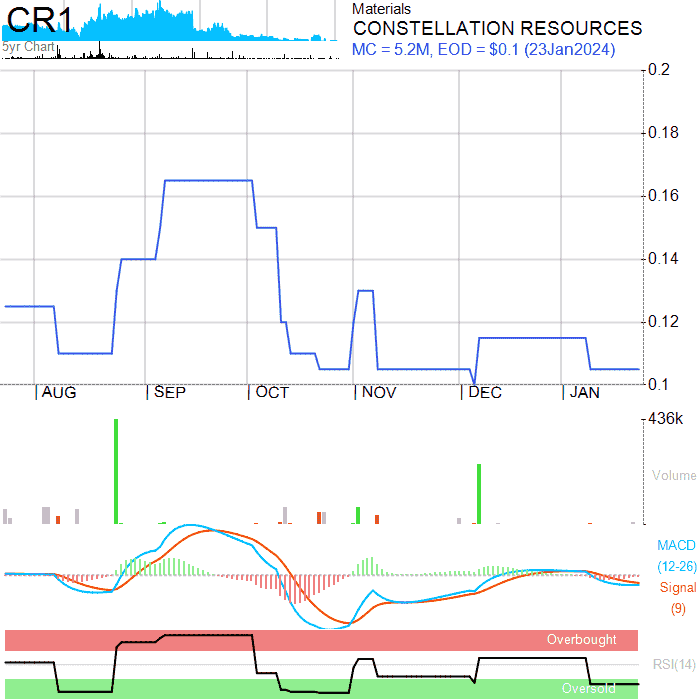 CR1
5yr Chart
Materials
CONSTELLATION RESOURCES
MC = 5.2M, EOD = $0.1 (23Jan2024)
0.2
0.18
0.16
0.14
0.12
0.1
AUG SEP OCT NOV DEC JAN
436k
Volume
MACD
(12-26)
Signal
(9)
Overbought
RSI(14)
Oversold